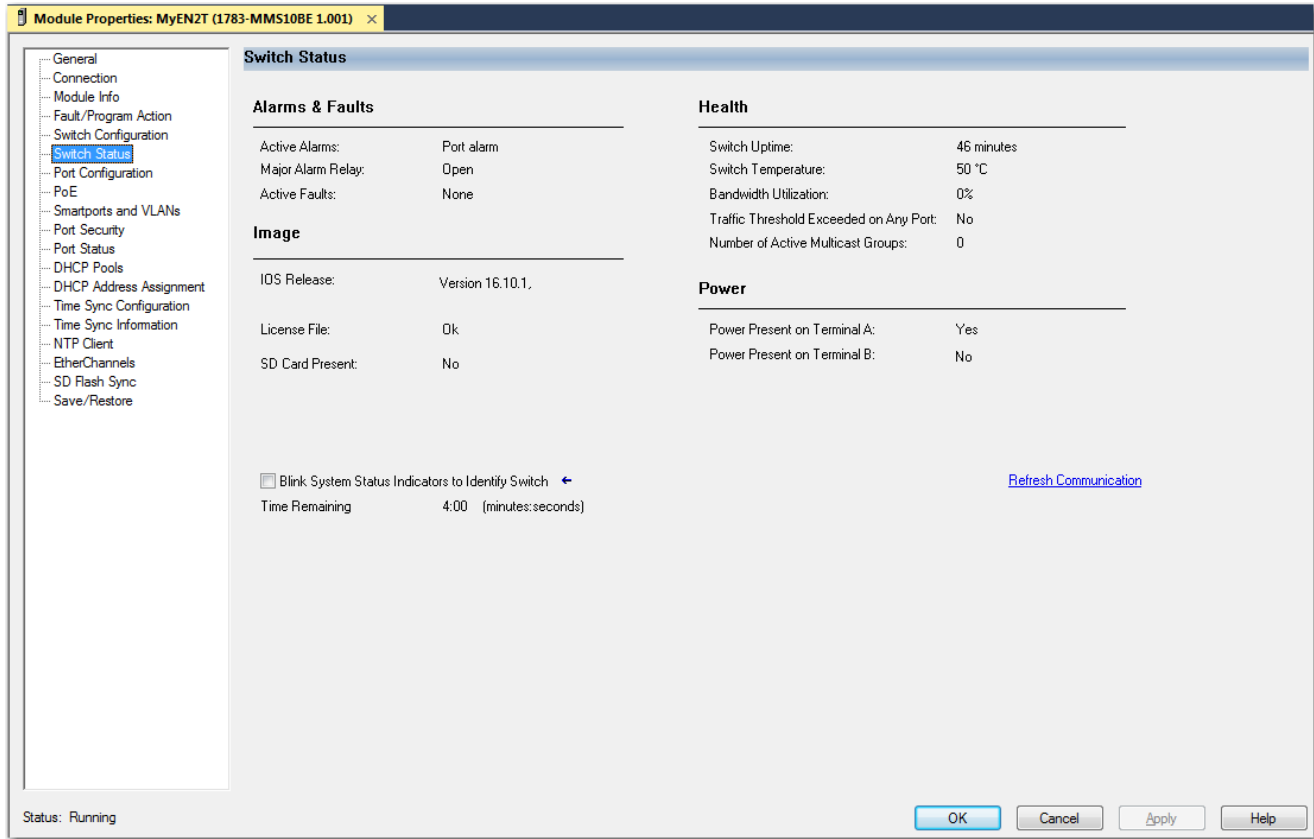 Module Properties: MyEN2T (1783-MMS10BE 1.001) ×
General
Connection
Module Info
Fault/Program Action
Switch Configuration
Switch Status
Port Configuration
PoE
Smartports and VLANs
Port Security
Port Status
DHCP Pools
DHCP Address Assignment
Time Sync Configuration
Time Sync Information
NTP Client
EtherChannels
SD Flash Sync
Save/Restore
Switch Status
Alarms & Faults
Active Alarms: Port alarm
Major Alarm Relay: Open
Active Faults: None
Image
IOS Release: Version 16.10.1,
License File: Ok
SD Card Present: No
Health
Switch Uptime: 46 minutes
Switch Temperature: 50 °C
Bandwidth Utilization: 0%
Traffic Threshold Exceeded on Any Port: No
Number of Active Multicast Groups: 0
Power
Power Present on Terminal A: Yes
Power Present on Terminal B: No
Blink System Status Indicators to Identify Switch ←
Time Remaining 4:00 (minutes:seconds)
Refresh Communication
Status: Running
OK Cancel Apply Help